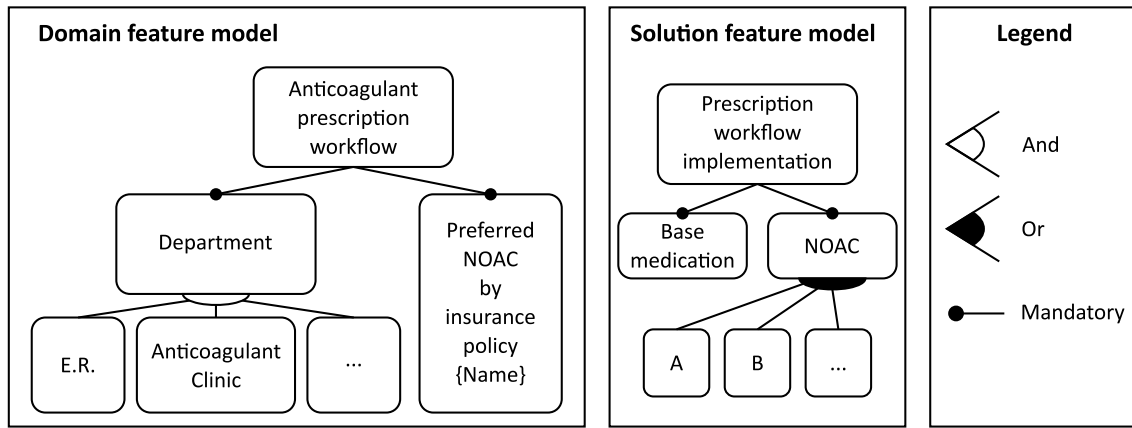 Domain feature model
Anticoagulant
prescription
workflow
Department
Preferred
NOAC
by
insurance
policy
{Name}
E.R.
Anticoagulant
Clinic
...
Solution feature model
Prescription
workflow
implementation
Base
medication
NOAC
A
B
...
Legend
And
Or
Mandatory